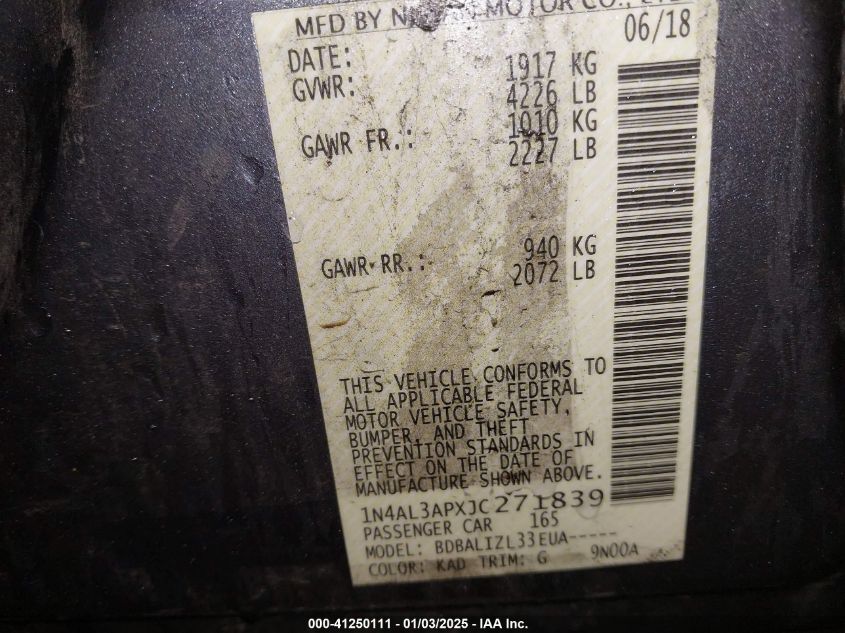 MFD BY MOTOR CO.,
DATE: 06/18
GVWR: 1917 KG
4226 LB
GAWR FR.: 1010 KG
2227 LB
GAWR RR.: 940 KG
2072 LB
THIS VEHICLE CONFORMS TO
ALL APPLICABLE FEDERAL
MOTOR VEHICLE SAFETY,
BUMPER, AND THEFT
PREVENTION STANDARDS IN
EFFECT ON THE DATE OF
MANUFACTURE SHOWN ABOVE.
1N4AL3APXJC271839
PASSENGER CAR 165
MODEL: BDBALIZL33EUA-----
COLOR: KAD TRIM: G 9N00A
000-41250111 - 01/03/2025 - IAA Inc.